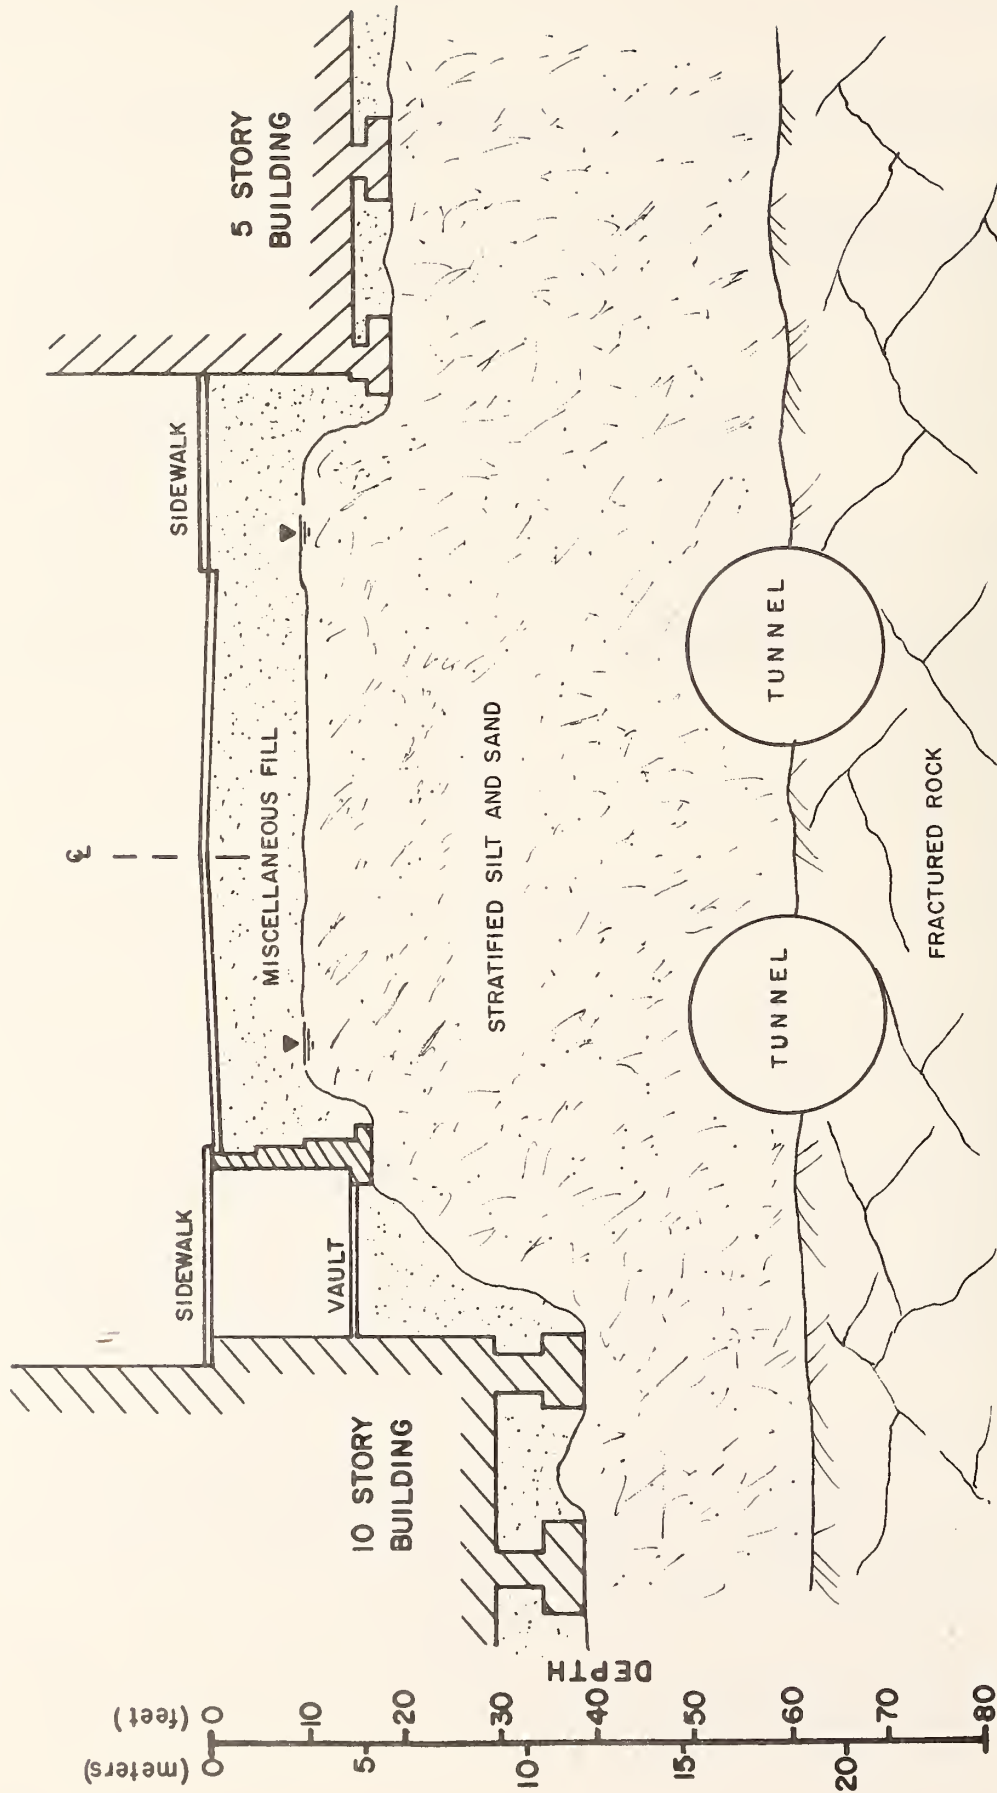 ℄
SIDEWALK
SIDEWALK
5 STORY
BUILDING
MISCELLANEOUS FILL
VAULT
10 STORY
BUILDING
STRATIFIED SILT AND SAND
TUNNEL
TUNNEL
FRACTURED ROCK
DEPTH
(meters)
0
5
10
15
20
(feet)
0
10
20
30
40
50
60
70
80